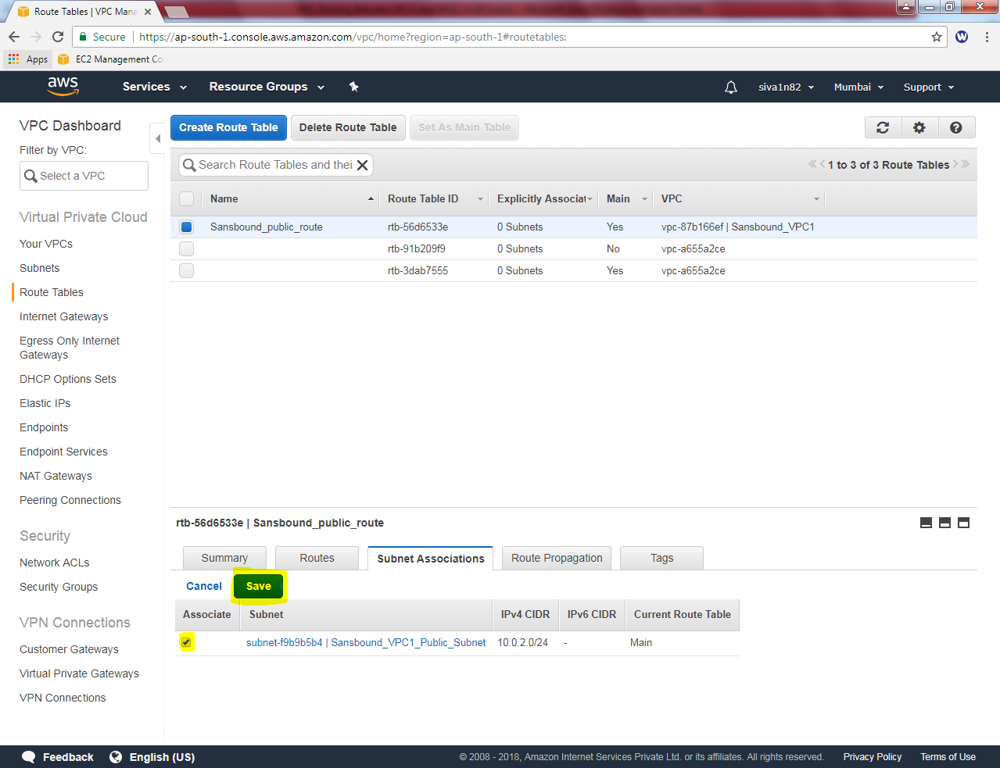 Route Tables | VPC Mana
Secure
https://ap-south-1.console.aws.amazon.com/vpc/home?region=ap-south-1#routetables:
W
Apps
EC2 Management Co
aws
Services
Resource Groups
siva1n82
Mumbai
Support
VPC Dashboard
Filter by VPC:
Select a VPC
Virtual Private Cloud
Your VPCs
Subnets
Route Tables
Internet Gateways
Egress Only Internet
Gateways
DHCP Options Sets
Elastic IPs
Endpoints
Endpoint Services
NAT Gateways
Peering Connections
Security
Network ACLs
Security Groups
VPN Connections
Customer Gateways
Virtual Private Gateways
VPN Connections
Create Route Table
Delete Route Table
Set As Main Table
Search Route Tables and thei
1 to 3 of 3 Route Tables
Name Route Table ID Explicitly Associat Main VPC
Sansbound_public_route rtb-56d6533e 0 Subnets Yes vpc-87b166ef | Sansbound_VPC1
rtb-91b209f9 0 Subnets No vpc-a655a2ce
rtb-3dab7555 0 Subnets Yes vpc-a655a2ce
rtb-56d6533e | Sansbound_public_route
Summary
Routes
Subnet Associations
Route Propagation
Tags
Cancel
Save
Associate Subnet IPv4 CIDR IPv6 CIDR Current Route Table
subnet-f9b9b5b4 | Sansbound_VPC1_Public_Subnet 10.0.2.0/24 - Main
Feedback
English (US)
© 2008 - 2018, Amazon Internet Services Private Ltd. or its affiliates. All rights reserved.
Privacy Policy
Terms of Use